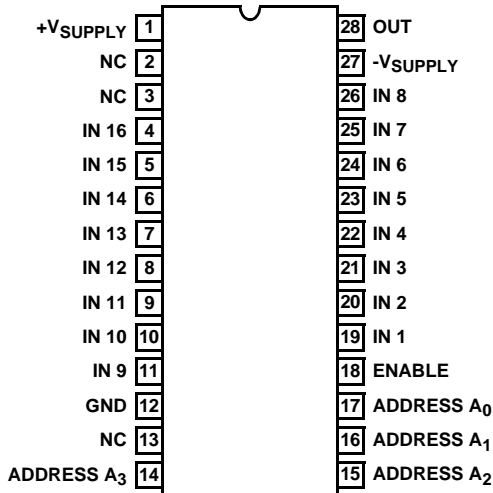 +VSUPPLY 1 28 OUT
NC 2 27 -VSUPPLY
NC 3 26 IN 8
IN 16 4 25 IN 7
IN 15 5 24 IN 6
IN 14 6 23 IN 5
IN 13 7 22 IN 4
IN 12 8 21 IN 3
IN 11 9 20 IN 2
IN 10 10 19 IN 1
IN 9 11 18 ENABLE
GND 12 17 ADDRESS A0
NC 13 16 ADDRESS A1
ADDRESS A3 14 15 ADDRESS A2